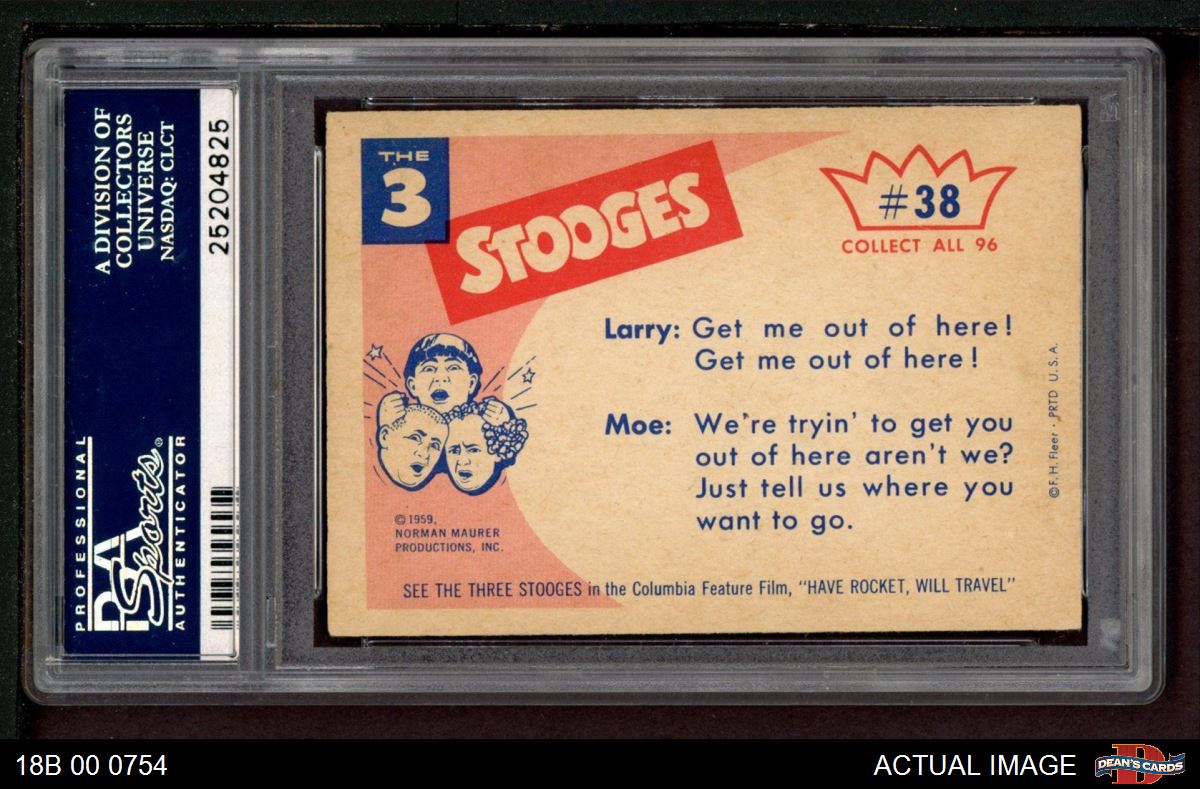 A DIVISION OF
COLLECTORS
UNIVERSE
NASDAQ: CLCT
25204825
PROFESSIONAL
PSA
Sports®
AUTHENTICATOR
THE
3
STOOGES
#38
COLLECT ALL 96
Larry: Get me out of here!
Get me out of here!
Moe: We're tryin' to get you
out of here aren't we?
Just tell us where you
want to go.
© F. H. Fleer · PRTD U. S. A.
© 1959,
NORMAN MAURER
PRODUCTIONS, INC.
SEE THE THREE STOOGES in the Columbia Feature Film, "HAVE ROCKET, WILL TRAVEL"
18B 00 0754
ACTUAL IMAGE
D
DEAN'S CARDS